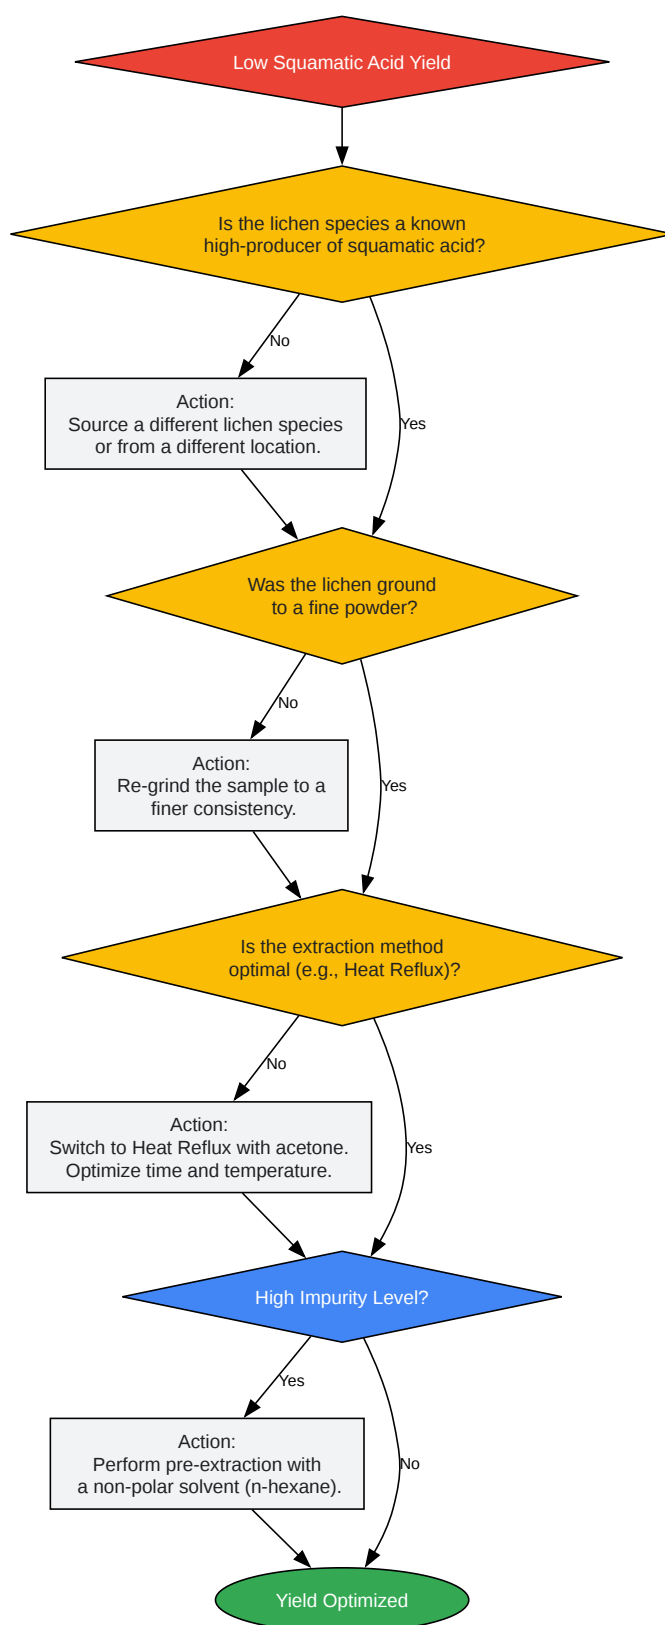 Low Squamatic Acid Yield
Is the lichen species a known
high-producer of squamatic acid?
No
Action:
Source a different lichen species
or from a different location.
Yes
Was the lichen ground
to a fine powder?
No
Action:
Re-grind the sample to a
finer consistency.
Yes
Is the extraction method
optimal (e.g., Heat Reflux)?
No
Action:
Switch to Heat Reflux with acetone.
Optimize time and temperature.
Yes
High Impurity Level?
Yes
Action:
Perform pre-extraction with
a non-polar solvent (n-hexane).
No
Yield Optimized